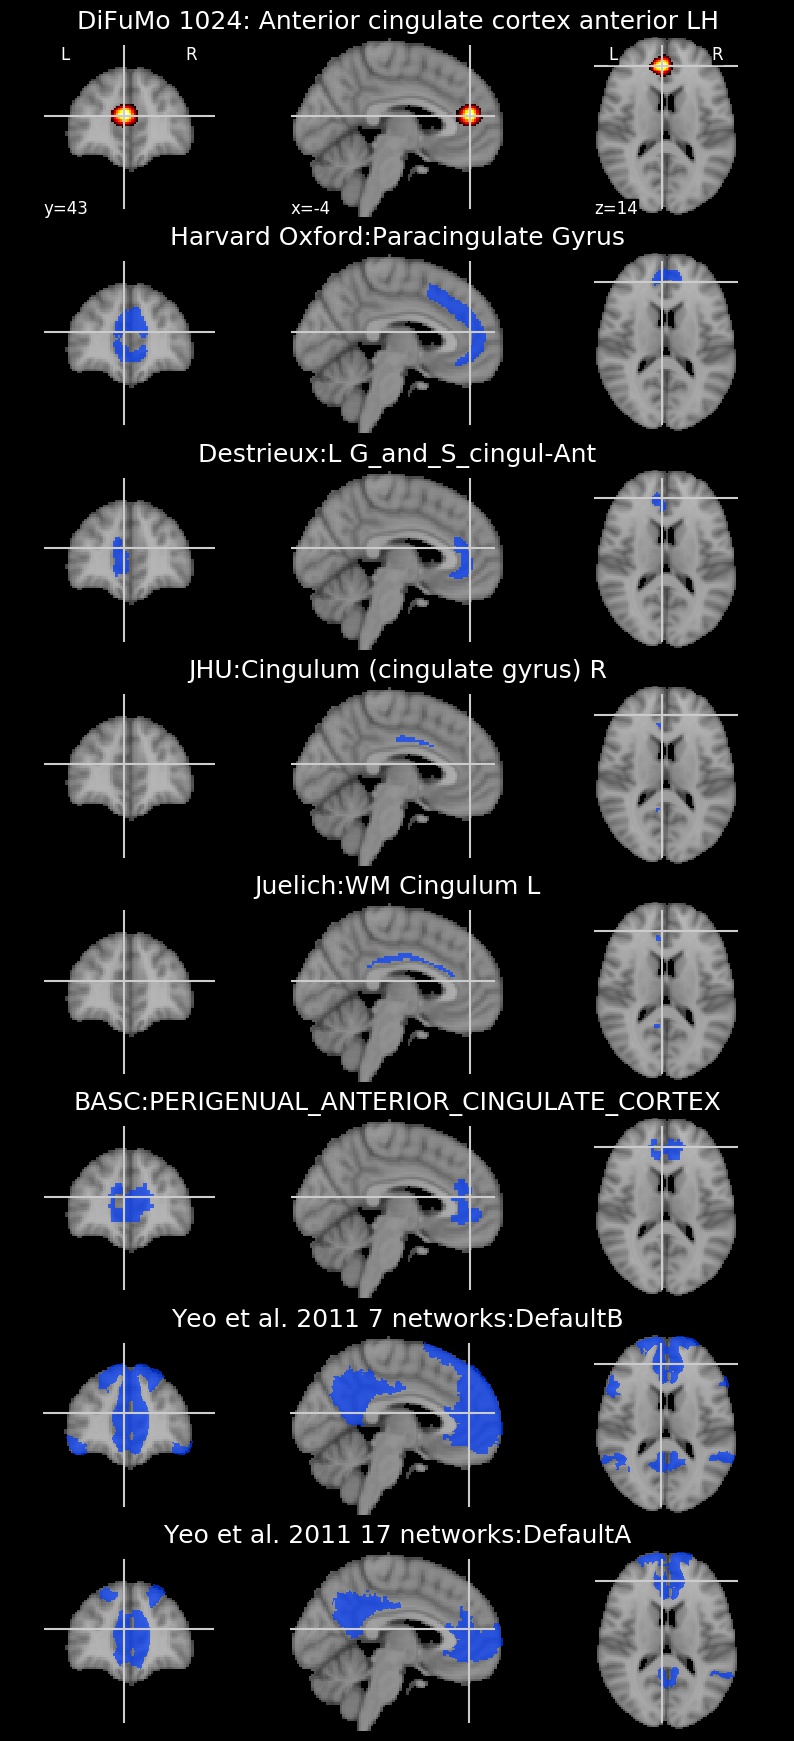 DiFuMo 1024: Anterior cingulate cortex anterior LH
L R L R
y=43 x=-4 z=14
Harvard Oxford:Paracingulate Gyrus
Destrieux:L G_and_S_cingul-Ant
JHU:Cingulum (cingulate gyrus) R
Juelich:WM Cingulum L
BASC:PERIGENUAL_ANTERIOR_CINGULATE_CORTEX
Yeo et al. 2011 7 networks:DefaultB
Yeo et al. 2011 17 networks:DefaultA